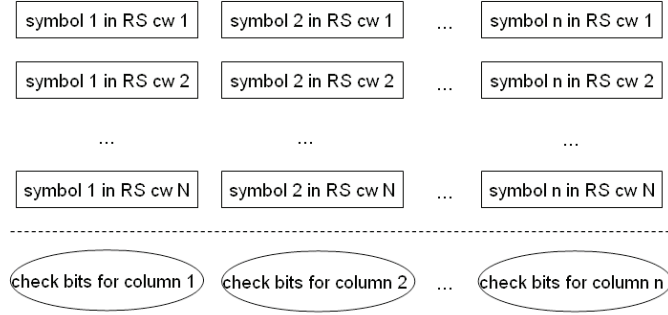 symbol 1 in RS cw 1 symbol 2 in RS cw 1 ... symbol n in RS cw 1
symbol 1 in RS cw 2 symbol 2 in RS cw 2 ... symbol n in RS cw 2
... ... ...
symbol 1 in RS cw N symbol 2 in RS cw N ... symbol n in RS cw N
check bits for column 1 check bits for column 2 ... check bits for column n